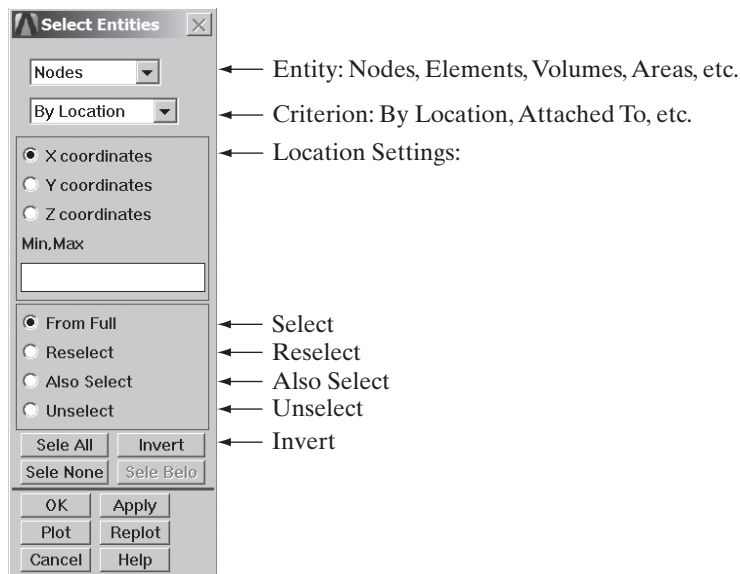 Select Entities
Nodes
Entity: Nodes, Elements, Volumes, Areas, etc.
By Location
Criterion: By Location, Attached To, etc.
X coordinates
Location Settings:
Y coordinates
Z coordinates
Min,Max
From Full
Select
Reselect
Reselect
Also Select
Also Select
Unselect
Unselect
Sele All Invert
Invert
Sele None Sele Belo
OK Apply
Plot Replot
Cancel Help